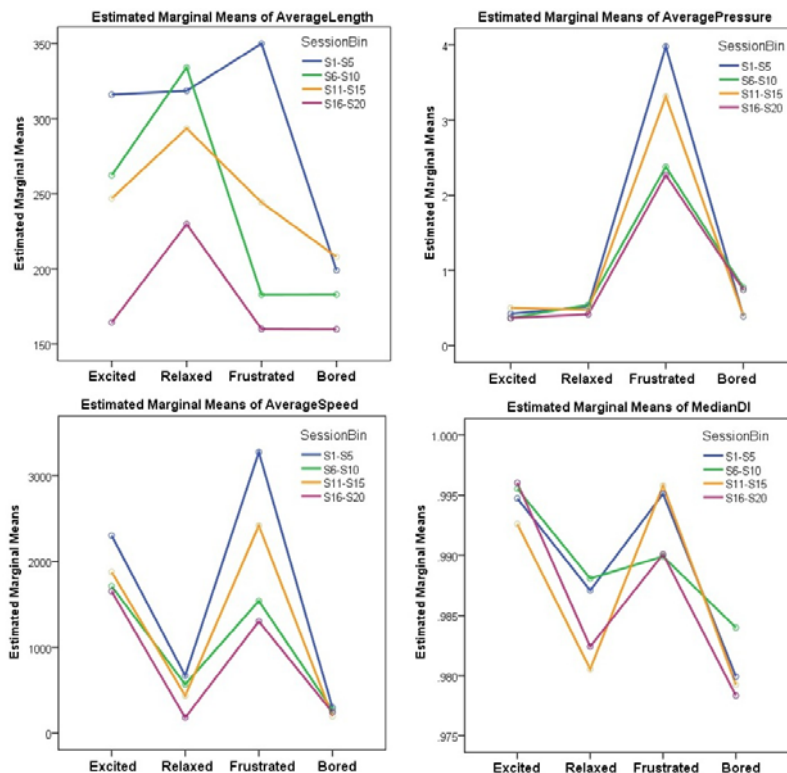 Estimated Marginal Means of AverageLength
Estimated Marginal Means
350
300
250
200
150
SessionBin
S1-S5
S6-S10
S11-S15
S16-S20
Excited Relaxed Frustrated Bored
Estimated Marginal Means of AveragePressure
Estimated Marginal Means
4
3
2
1
0
SessionBin
S1-S5
S6-S10
S11-S15
S16-S20
Excited Relaxed Frustrated Bored
Estimated Marginal Means of AverageSpeed
Estimated Marginal Means
3000
2000
1000
0
SessionBin
S1-S5
S6-S10
S11-S15
S16-S20
Excited Relaxed Frustrated Bored
Estimated Marginal Means of MedianDI
Estimated Marginal Means
1.000
.995
.990
.985
.980
.975
SessionBin
S1-S5
S6-S10
S11-S15
S16-S20
Excited Relaxed Frustrated Bored